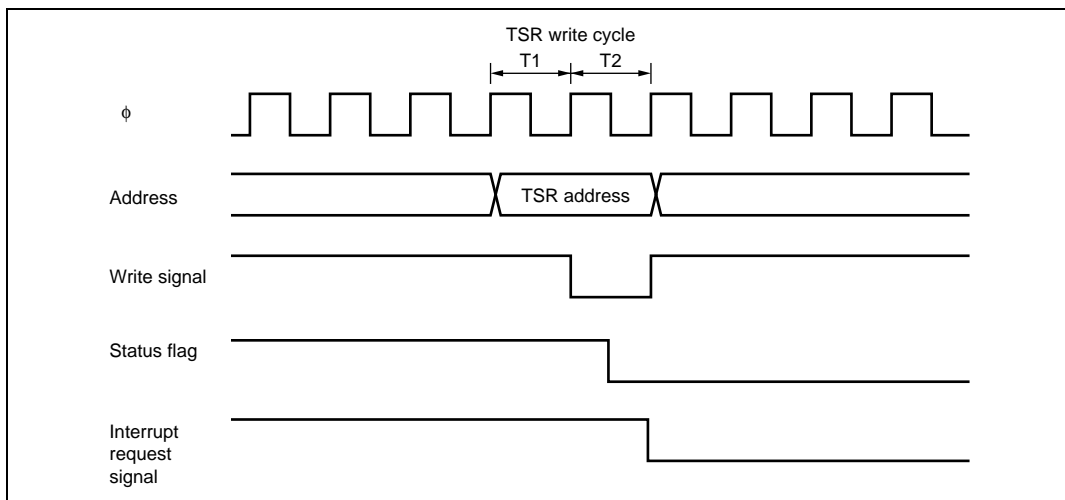 TSR write cycle
T1 T2
ϕ
Address
TSR address
Write signal
Status flag
Interrupt
request
signal